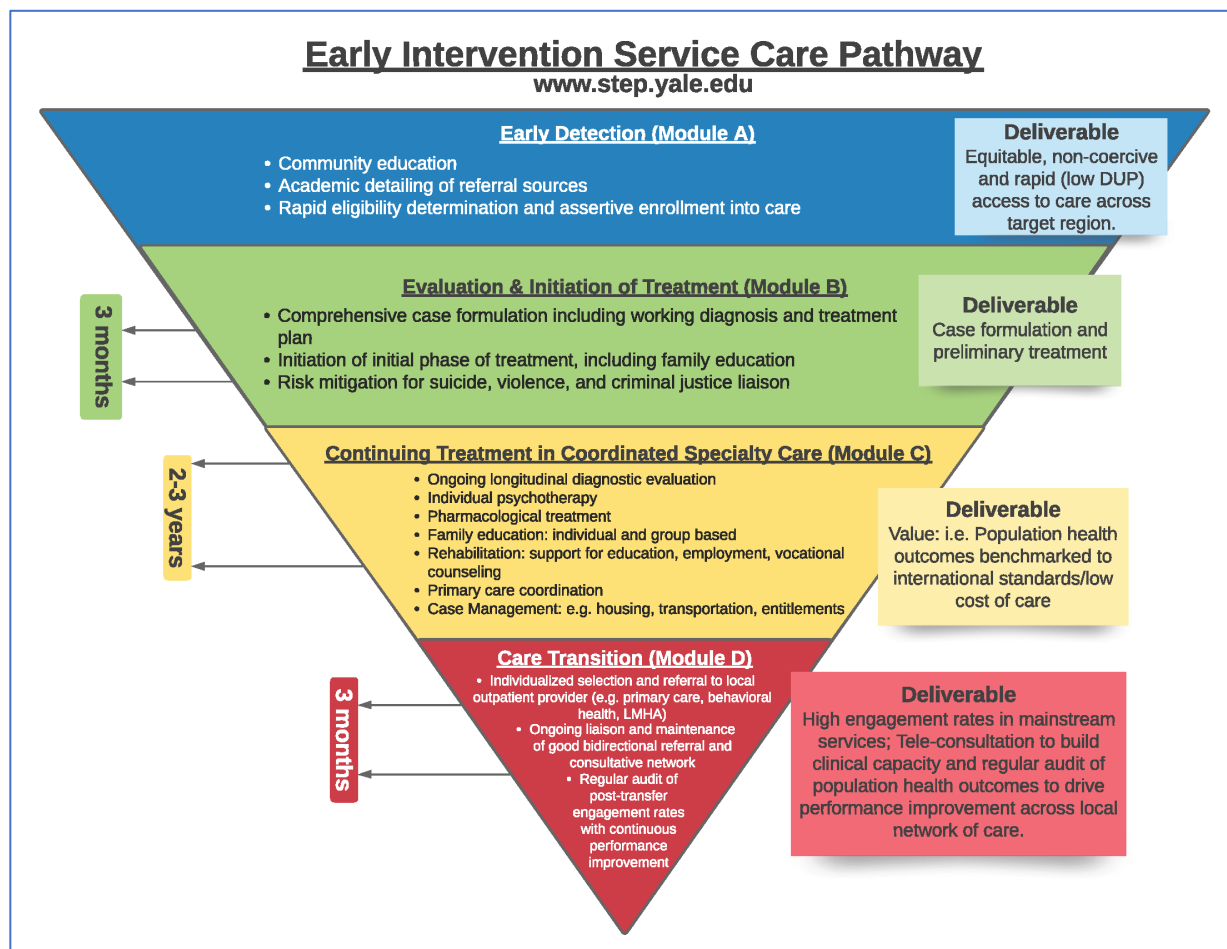 Early Intervention Service Care Pathway
www.step.yale.edu
Early Detection (Module A)
• Community education
• Academic detailing of referral sources
• Rapid eligibility determination and assertive enrollment into care
Deliverable
Equitable, non-coercive
and rapid (low DUP)
access to care across
target region.
3 months
Evaluation & Initiation of Treatment (Module B)
• Comprehensive case formulation including working diagnosis and treatment
plan
• Initiation of initial phase of treatment, including family education
• Risk mitigation for suicide, violence, and criminal justice liaison
Deliverable
Case formulation and
preliminary treatment
2-3 years
Continuing Treatment in Coordinated Specialty Care (Module C)
• Ongoing longitudinal diagnostic evaluation
• Individual psychotherapy
• Pharmacological treatment
• Family education: individual and group based
• Rehabilitation: support for education, employment, vocational
counseling
• Primary care coordination
• Case Management: e.g. housing, transportation, entitlements
Deliverable
Value: i.e. Population health
outcomes benchmarked to
international standards/low
cost of care
3 months
Care Transition (Module D)
• Individualized selection and referral to local
outpatient provider (e.g. primary care, behavioral
health, LMHA)
• Ongoing liaison and maintenance
of good bidirectional referral and
consultative network
• Regular audit of
post-transfer
engagement rates
with continuous
performance
improvement
Deliverable
High engagement rates in mainstream
services; Tele-consultation to build
clinical capacity and regular audit of
population health outcomes to drive
performance improvement across local
network of care.